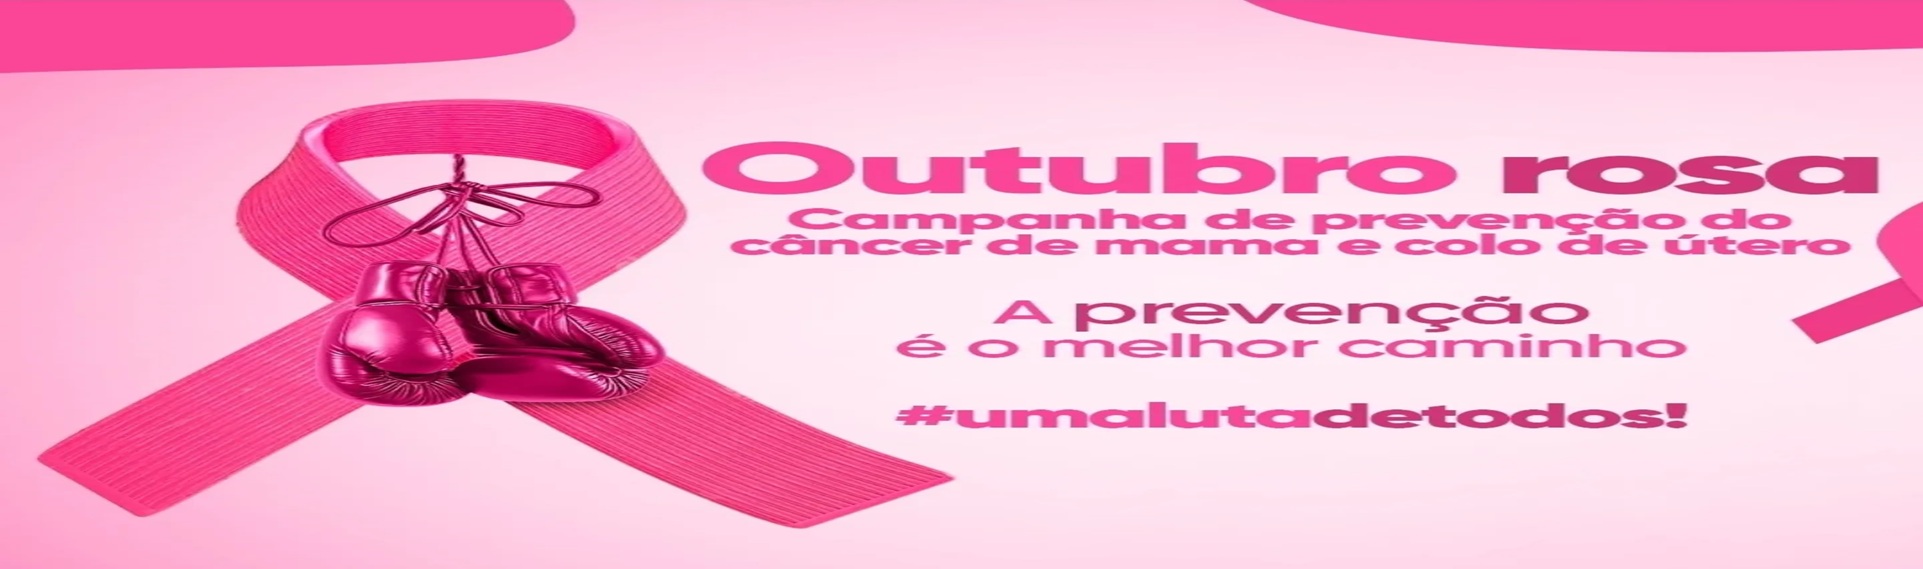 Outubro rosa
Campanha de prevenção do
câncer de mama e colo de útero
A prevenção
é o melhor caminho
#umalutadetodos!